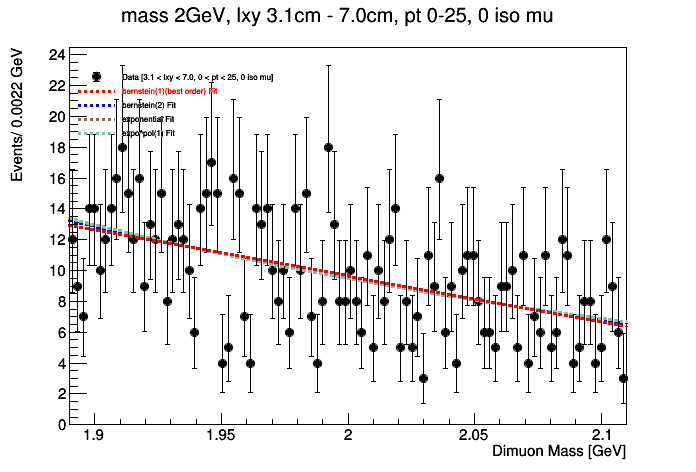 mass 2GeV, lxy 3.1cm - 7.0cm, pt 0-25, 0 iso mu
Events/ 0.0022 GeV
24
22
20
18
16
14
12
10
8
6
4
2
0
Data [3.1 < lxy < 7.0, 0 < pt < 25, 0 iso mu]
bernstein(1)(best order) Fit
bernstein(2) Fit
exponential Fit
expo*pol(1) Fit
1.9
1.95
2
2.05
2.1
Dimuon Mass [GeV]